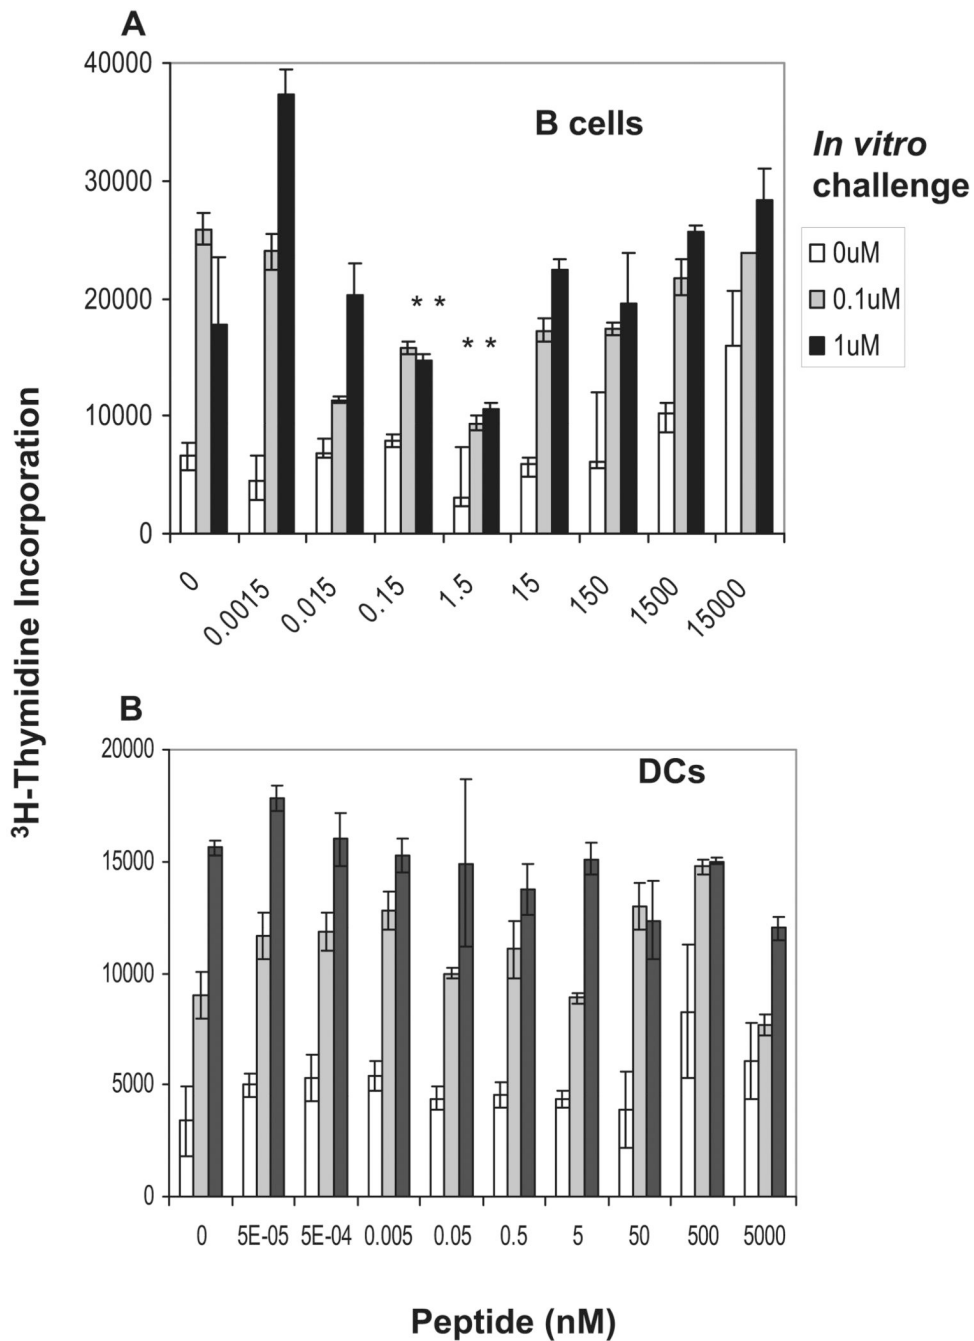 A
40000
30000
20000
10000
0
B cells
* *
* *
In vitro
challenge
0uM
0.1uM
1uM
0 0.0015 0.015 0.15 1.5 15 150 1500 15000
³H-Thymidine Incorporation
B
20000
15000
10000
5000
0
DCs
0 5E-05 5E-04 0.005 0.05 0.5 5 50 500 5000
Peptide (nM)